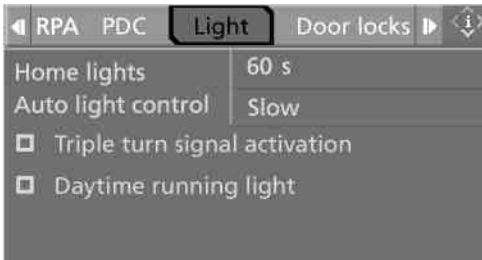 RPA PDC Light Door locks i
Home lights 60 s
Auto light control Slow
Triple turn signal activation
Daytime running light